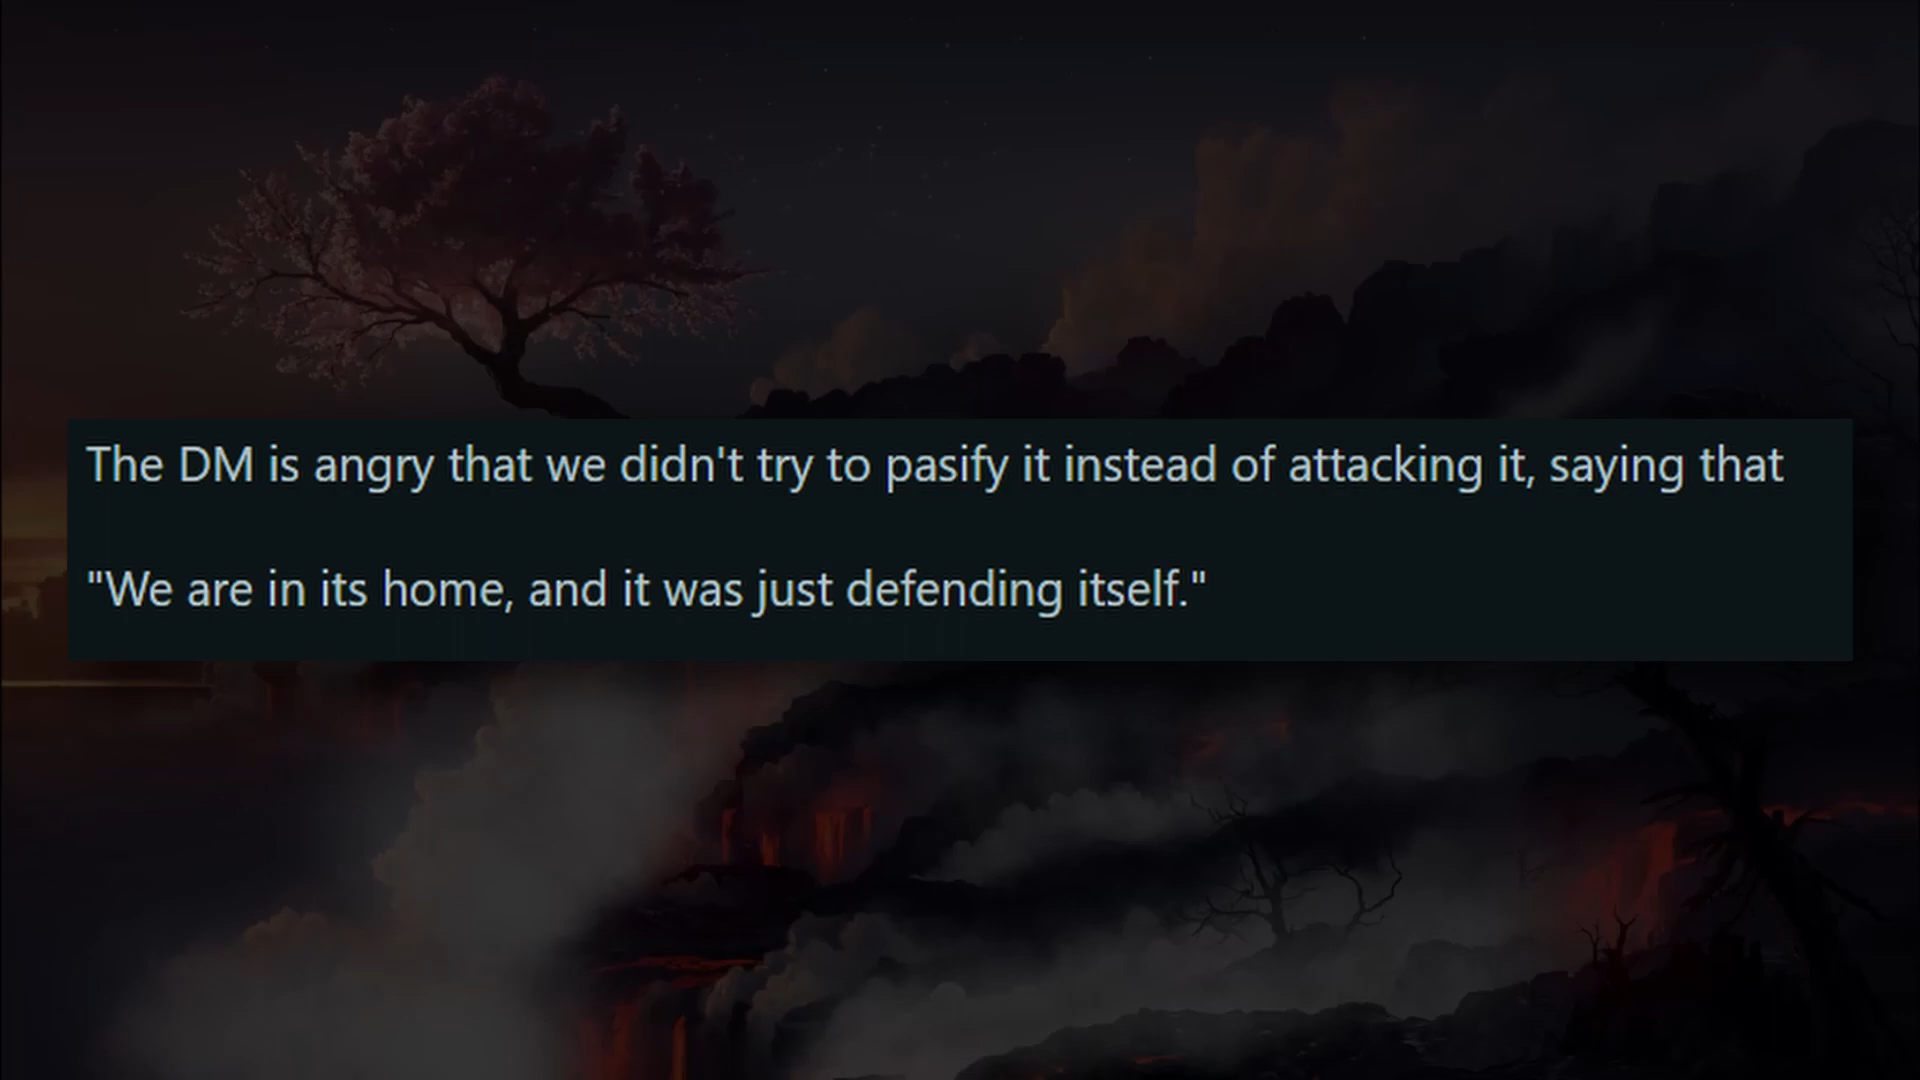 The DM is angry that we didn't try to pasify it instead of attacking it, saying that
"We are in its home, and it was just defending itself."